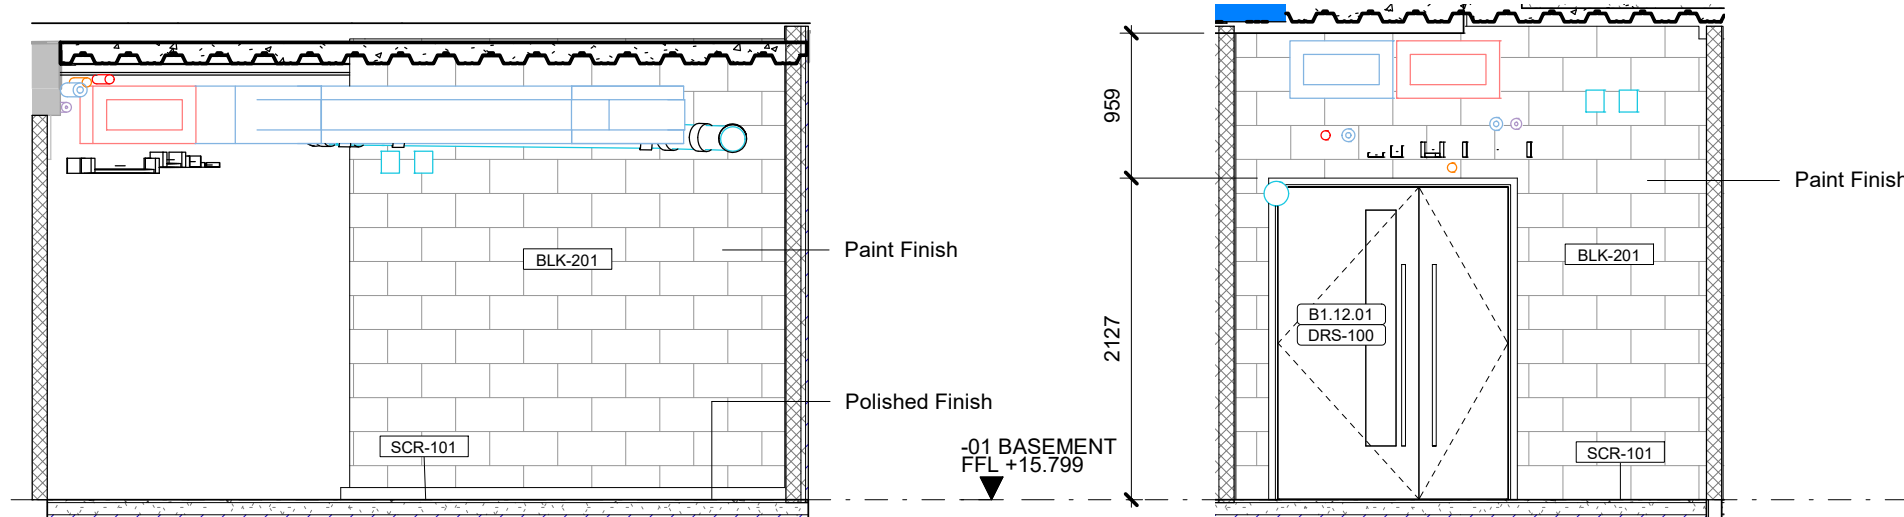 BLK-201
Paint Finish
Polished Finish
SCR-101
-01 BASEMENT
FFL +15.799
959
2127
B1.12.01
DRS-100
BLK-201
SCR-101
Paint Finish